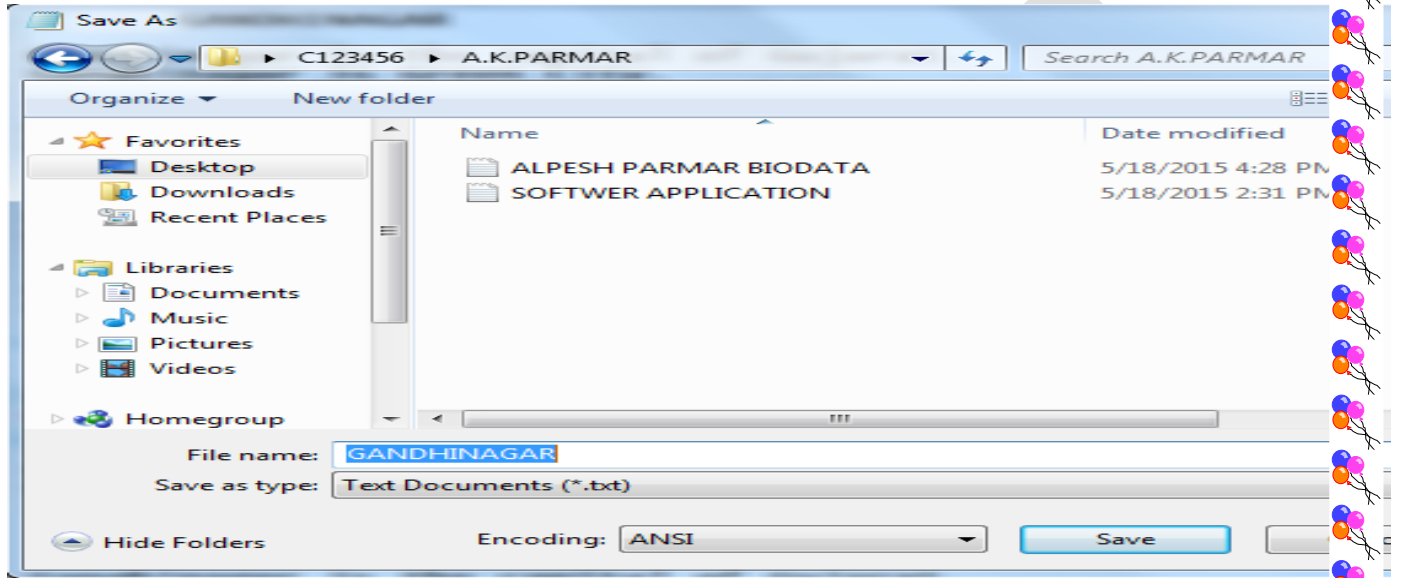 Save As
C123456 ▸ A.K.PARMAR
Search A.K.PARMAR
Organize
New folder
Favorites
Desktop
Downloads
Recent Places
Libraries
Documents
Music
Pictures
Videos
Homegroup
Name
Date modified
ALPESH PARMAR BIODATA
5/18/2015 4:28 PM
SOFTWER APPLICATION
5/18/2015 2:31 PM
File name: GANDHINAGAR
Save as type: Text Documents (*.txt)
Hide Folders
Encoding: ANSI
Save